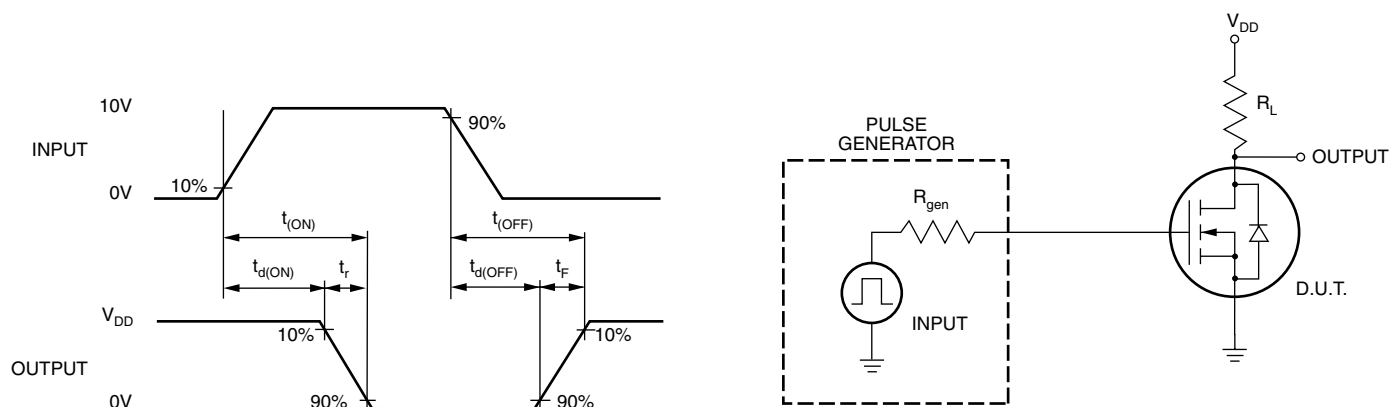 10V
INPUT
0V
10%
90%
t(ON)
t(OFF)
td(ON)
tr
td(OFF)
tF
VDD
10%
10%
OUTPUT
0V
90%
90%
PULSE
GENERATOR
Rgen
INPUT
VDD
RL
OUTPUT
D.U.T.